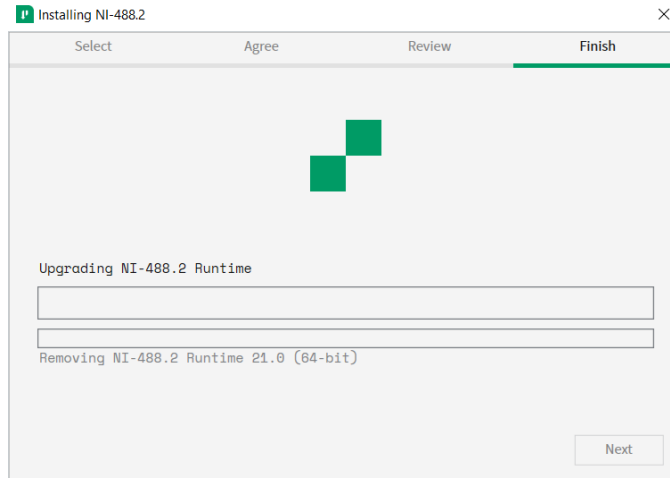 Installing NI-488.2
Select Agree Review Finish
Upgrading NI-488.2 Runtime
Removing NI-488.2 Runtime 21.0 (64-bit)
Next